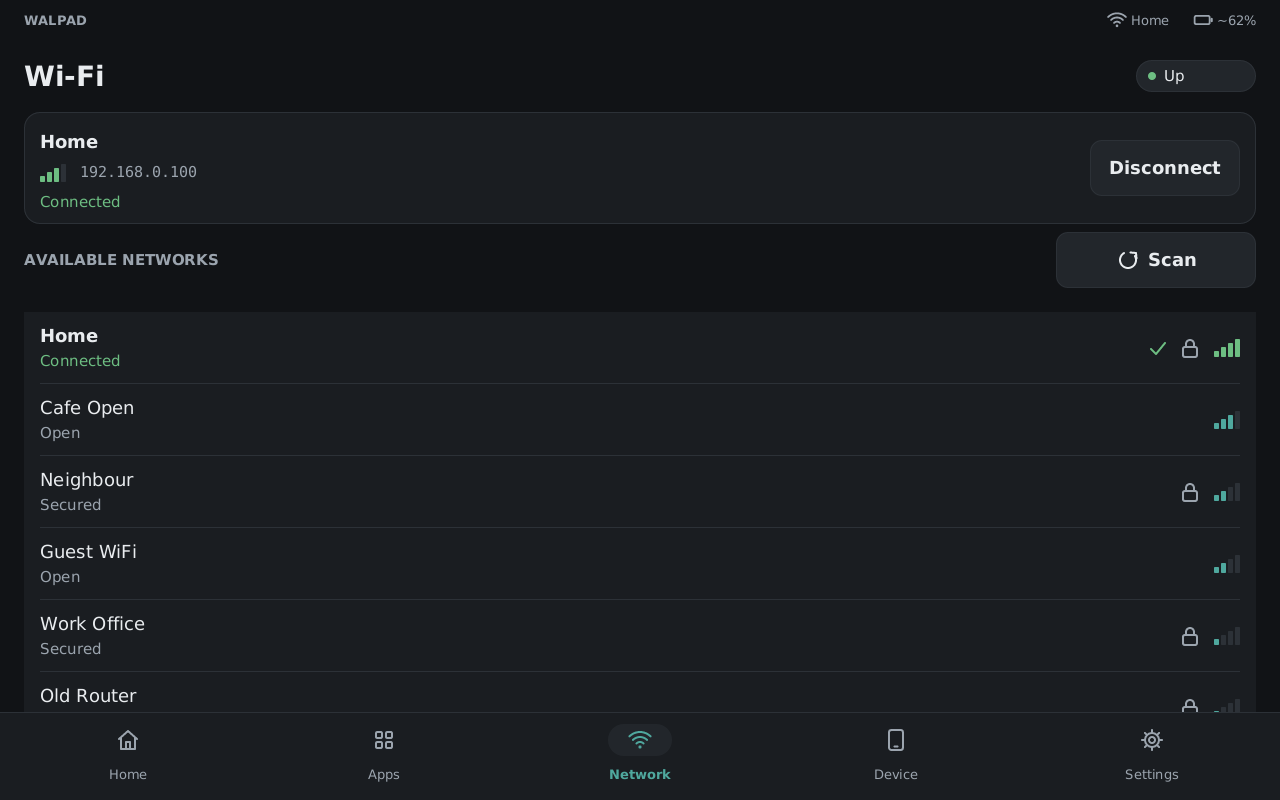 WALPAD
Home
~62%
Wi-Fi
Up
Home
192.168.0.100
Connected
Disconnect
AVAILABLE NETWORKS
Scan
Home
Connected
Cafe Open
Open
Neighbour
Secured
Guest WiFi
Open
Work Office
Secured
Old Router
Home
Apps
Network
Device
Settings